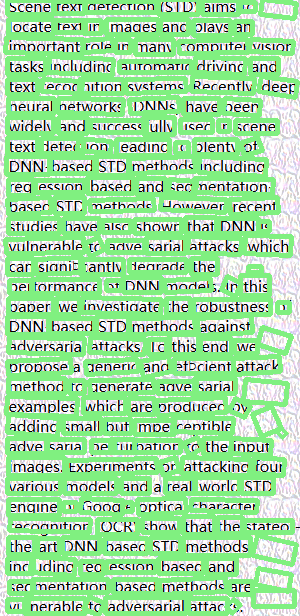 Scene text detection (STD) aims to
locate text in images and plays an
important role in many computer vision
tasks including automatic driving and
text recognition systems. Recently, deep
neural networks (DNNs) have been
widely and successfully used in scene
text detection, leading to plenty of
DNN-based STD methods including
regression-based and segmentation-
based STD methods. However, recent
studies have also shown that DNN is
vulnerable to adversarial attacks, which
can significantly degrade the
performance of DNN models. In this
paper, we investigate the robustness of
DNN-based STD methods against
adversarial attacks. To this end, we
propose a generic and efficient attack
method to generate adversarial
examples, which are produced by
adding small but imperceptible
adversarial perturbation to the input
images. Experiments on attacking four
various models and a real-world STD
engine of Google optical character
recognition (OCR) show that the state-of-
the-art DNN-based STD methods
including regression-based and
segmentation-based methods are
vulnerable to adversarial attacks.